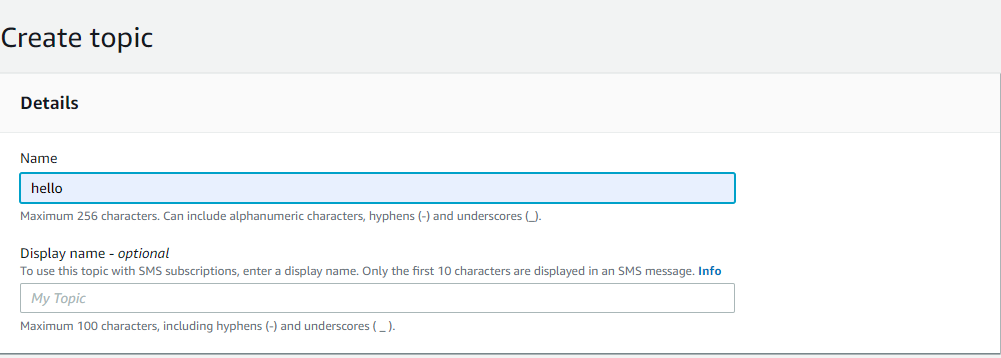 Create topic
Details
Name
hello
Maximum 256 characters. Can include alphanumeric characters, hyphens (-) and underscores (_).
Display name - optional
To use this topic with SMS subscriptions, enter a display name. Only the first 10 characters are displayed in an SMS message. Info
My Topic
Maximum 100 characters, including hyphens (-) and underscores ( _ ).